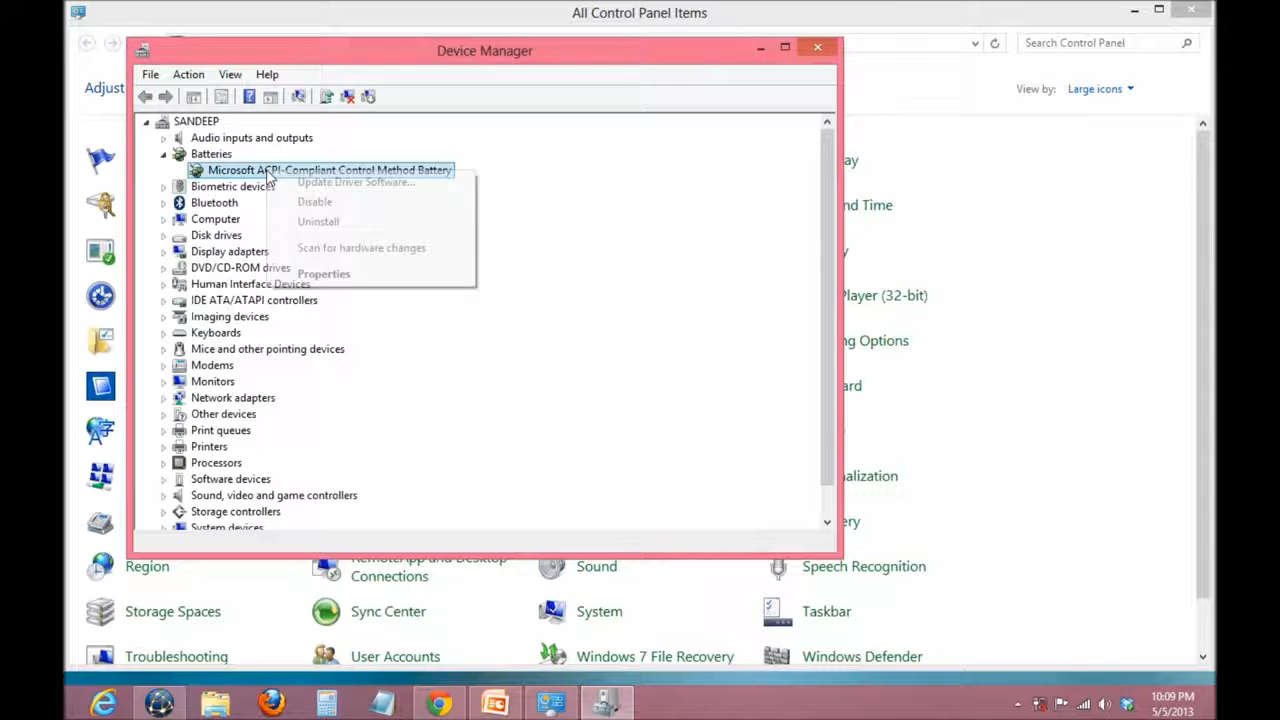 All Control Panel Items
Search Control Panel
Adjust
View by: Large icons
Device Manager
File Action View Help
SANDEEP
Audio inputs and outputs
Batteries
Microsoft ACPI-Compliant Control Method Battery
Biometric devices
Bluetooth
Computer
Disk drives
Display adapters
DVD/CD-ROM drives
Human Interface Devices
IDE ATA/ATAPI controllers
Imaging devices
Keyboards
Mice and other pointing devices
Modems
Monitors
Network adapters
Other devices
Print queues
Printers
Processors
Software devices
Sound, video and game controllers
Storage controllers
System devices
Update Driver Software...
Disable
Uninstall
Scan for hardware changes
Properties
ay
nd Time
Player (32-bit)
ng Options
ard
nalization
ery
Region
RemoteApp and Desktop
Connections
Sound
Speech Recognition
Storage Spaces
Sync Center
System
Taskbar
Troubleshooting
User Accounts
Windows 7 File Recovery
Windows Defender
10:09 PM
5/5/2013